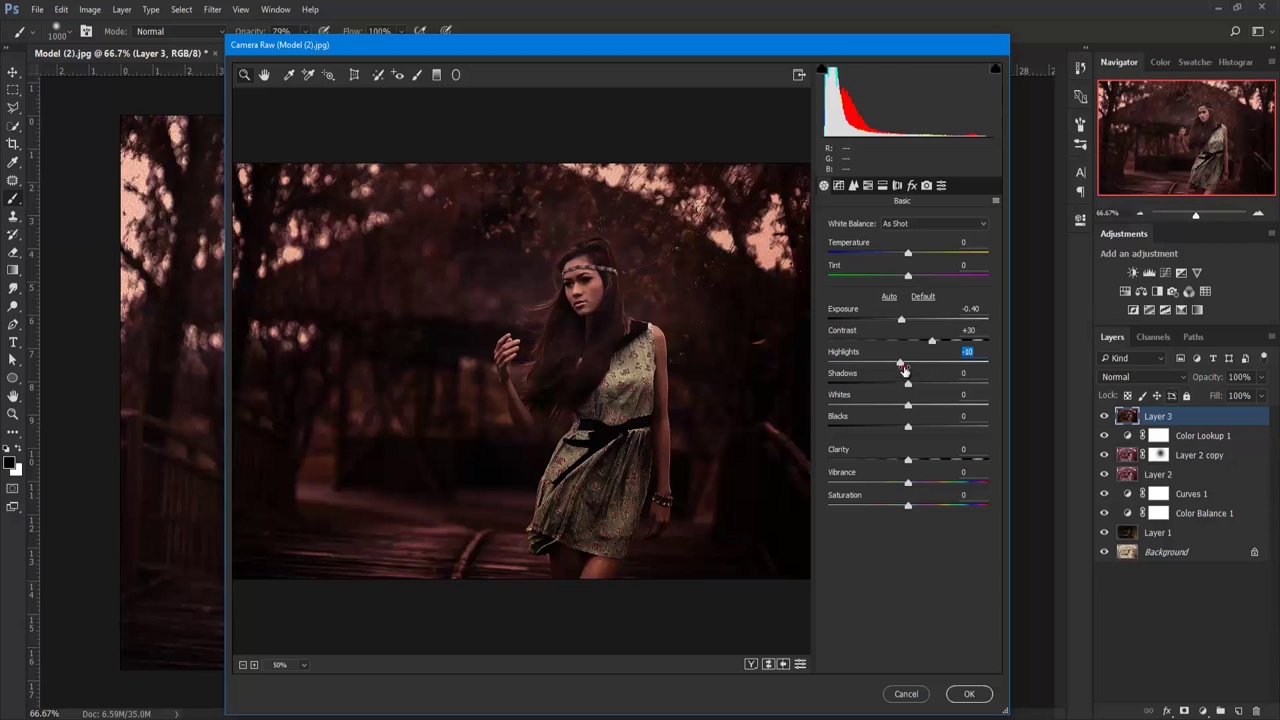 Ps File Edit Image Layer Type Select Filter View Window Help
1000 Mode: Normal Opacity: 79% Flow: 100%
Model (2).jpg @ 66.7% (Layer 3, RGB/8) * ×
Camera Raw (Model (2).jpg)
R: ---
G: ---
B: ---
Basic
White Balance: As Shot
Temperature 0
Tint 0
Auto Default
Exposure -0.40
Contrast +30
Highlights -10
Shadows 0
Whites 0
Blacks 0
Clarity 0
Vibrance 0
Saturation 0
50%
Cancel OK
Navigator Color Swatche Histogran
66.67%
Adjustments
Add an adjustment
Layers Channels Paths
Kind
Normal Opacity: 100%
Lock: Fill: 100%
Layer 3
Color Lookup 1
Layer 2 copy
Layer 2
Curves 1
Color Balance 1
Layer 1
Background
66.67% Doc: 6.59M/35.0M